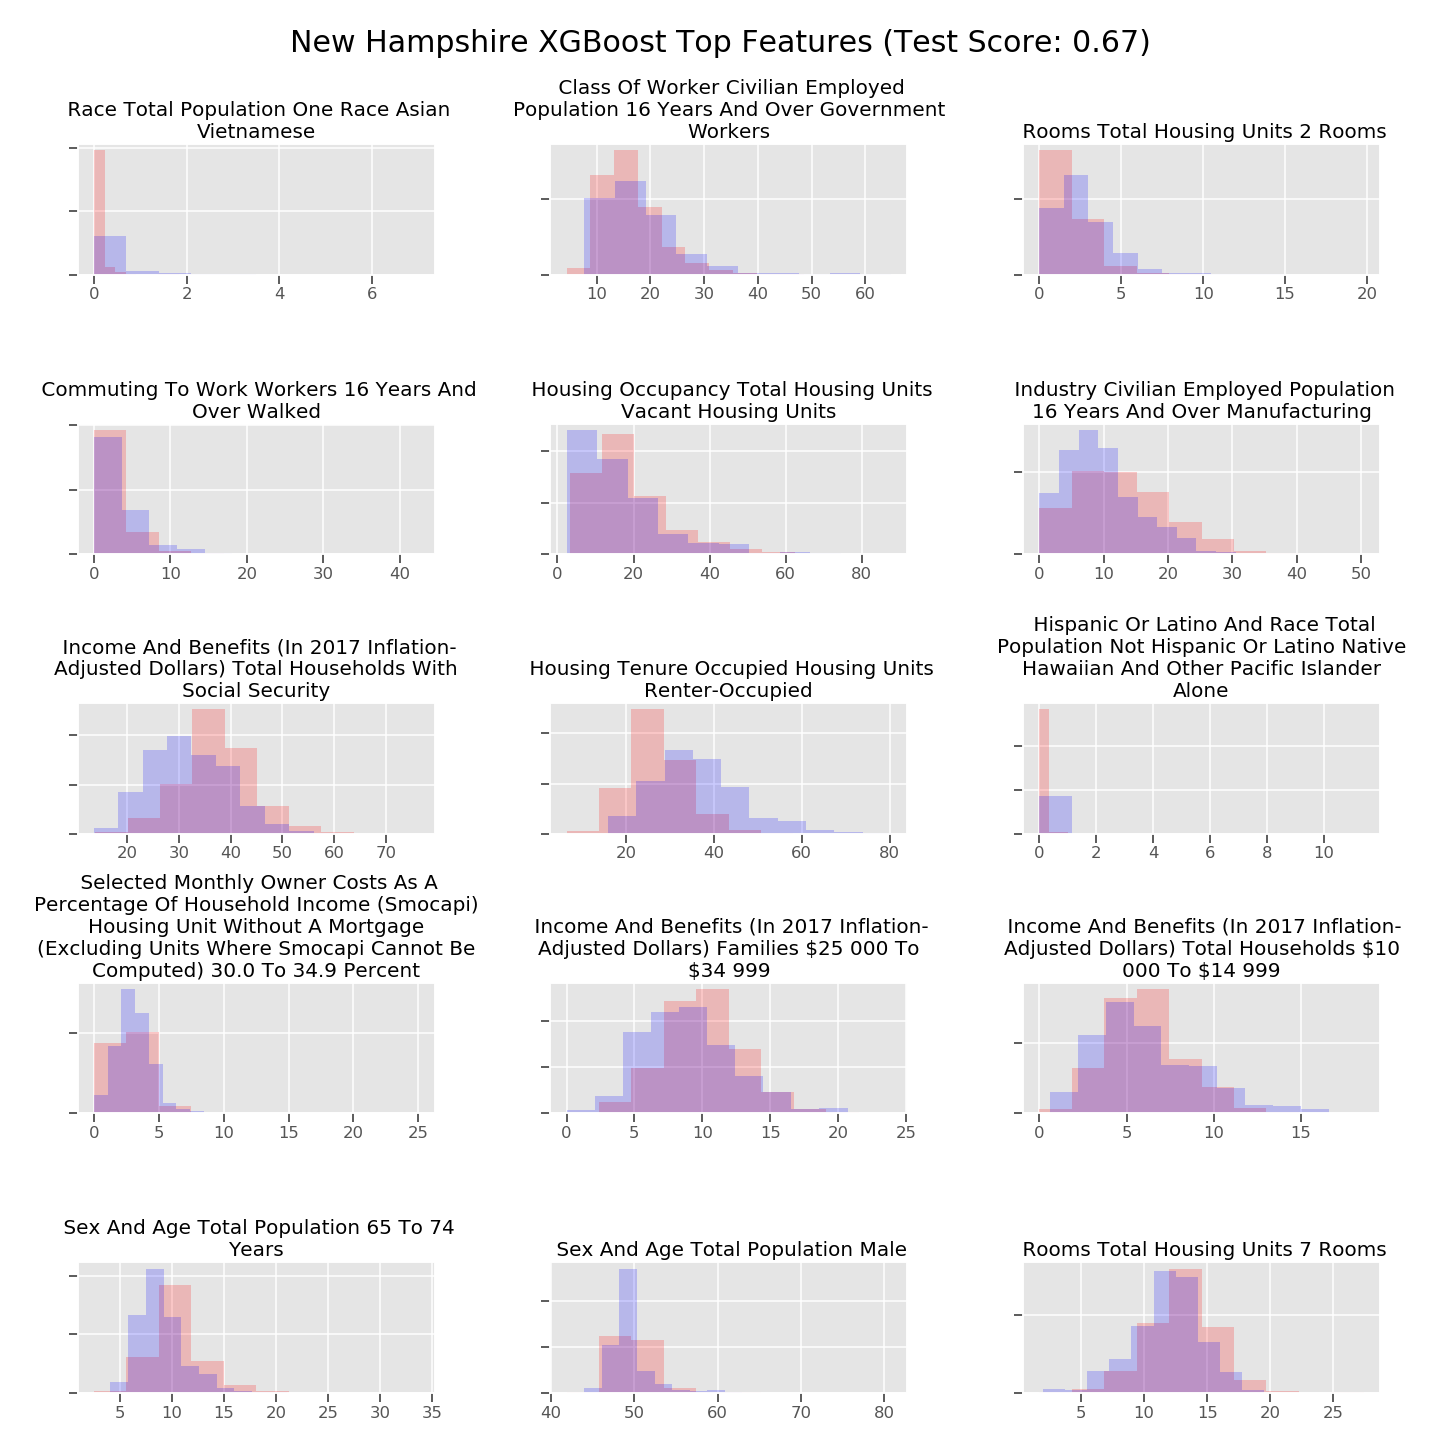 New Hampshire XGBoost Top Features (Test Score: 0.67)
Race Total Population One Race Asian
Vietnamese
0 2 4 6
Class Of Worker Civilian Employed
Population 16 Years And Over Government
Workers
10 20 30 40 50 60
Rooms Total Housing Units 2 Rooms
0 5 10 15 20
Commuting To Work Workers 16 Years And
Over Walked
0 10 20 30 40
Housing Occupancy Total Housing Units
Vacant Housing Units
0 20 40 60 80
Industry Civilian Employed Population
16 Years And Over Manufacturing
0 10 20 30 40 50
Income And Benefits (In 2017 Inflation-
Adjusted Dollars) Total Households With
Social Security
20 30 40 50 60 70
Housing Tenure Occupied Housing Units
Renter-Occupied
20 40 60 80
Hispanic Or Latino And Race Total
Population Not Hispanic Or Latino Native
Hawaiian And Other Pacific Islander
Alone
0 2 4 6 8 10
Selected Monthly Owner Costs As A
Percentage Of Household Income (Smocapi)
Housing Unit Without A Mortgage
(Excluding Units Where Smocapi Cannot Be
Computed) 30.0 To 34.9 Percent
0 5 10 15 20 25
Income And Benefits (In 2017 Inflation-
Adjusted Dollars) Families $25 000 To
$34 999
0 5 10 15 20 25
Income And Benefits (In 2017 Inflation-
Adjusted Dollars) Total Households $10
000 To $14 999
0 5 10 15
Sex And Age Total Population 65 To 74
Years
5 10 15 20 25 30 35
Sex And Age Total Population Male
40 50 60 70 80
Rooms Total Housing Units 7 Rooms
5 10 15 20 25